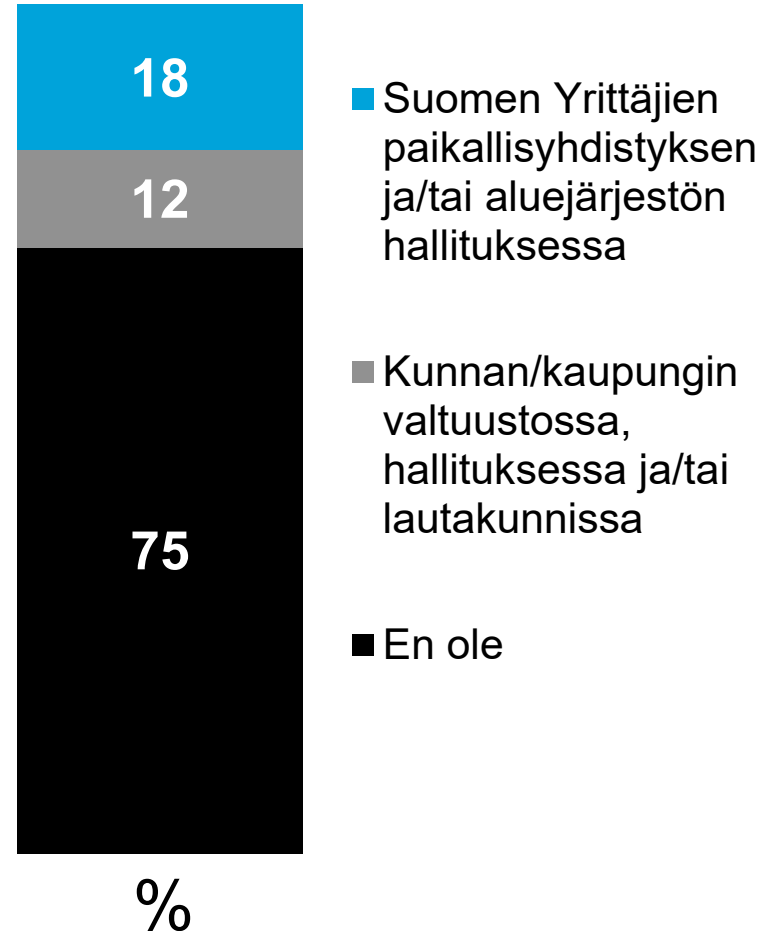 18
12
75
%
Suomen Yrittäjien
paikallisyhdistyksen
ja/tai aluejärjestön
hallituksessa
Kunnan/kaupungin
valtuustossa,
hallituksessa ja/tai
lautakunnissa
En ole